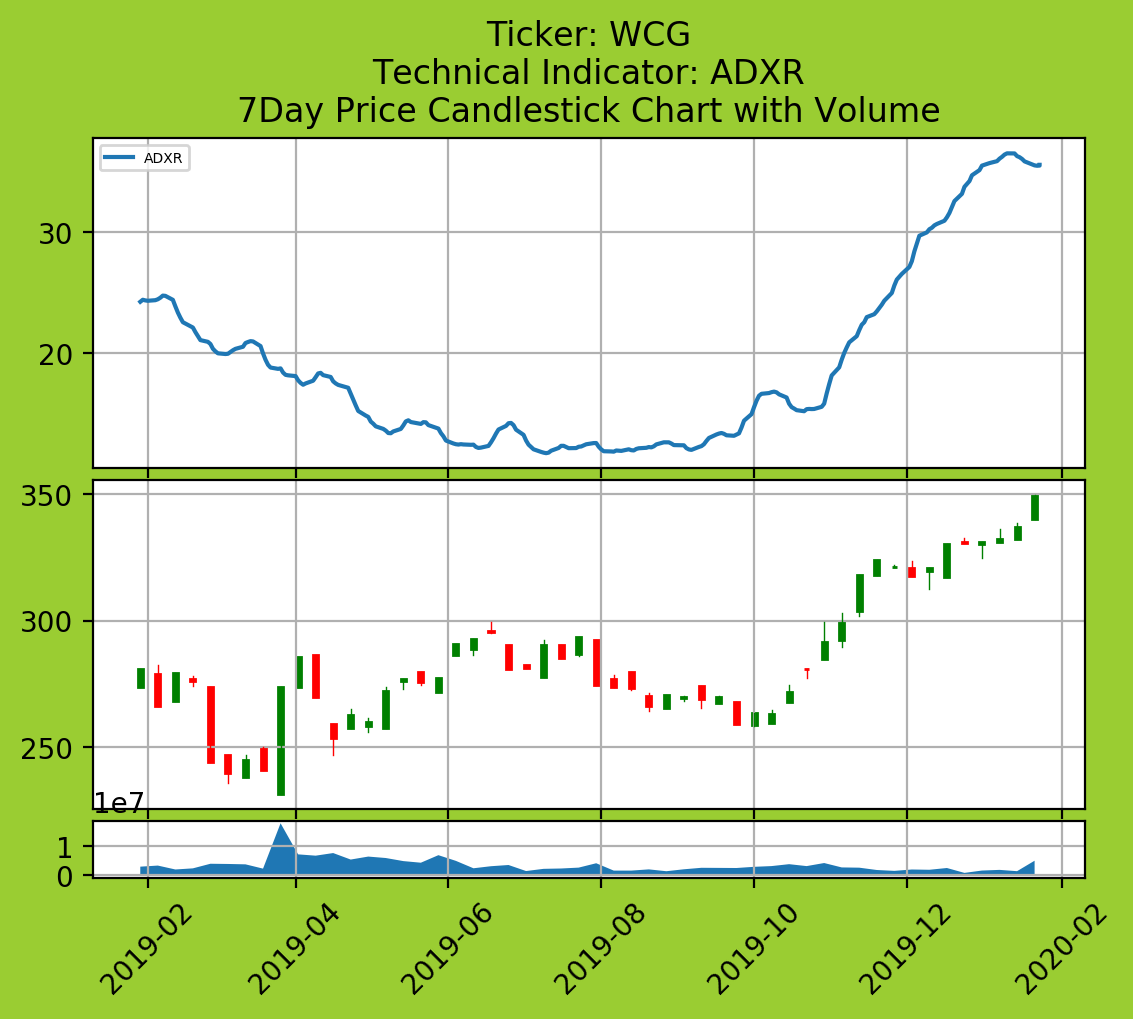 Ticker: WCG
Technical Indicator: ADXR
7Day Price Candlestick Chart with Volume
ADXR
30
20
350
300
250
1e7
1
0
2019-02
2019-04
2019-06
2019-08
2019-10
2019-12
2020-02